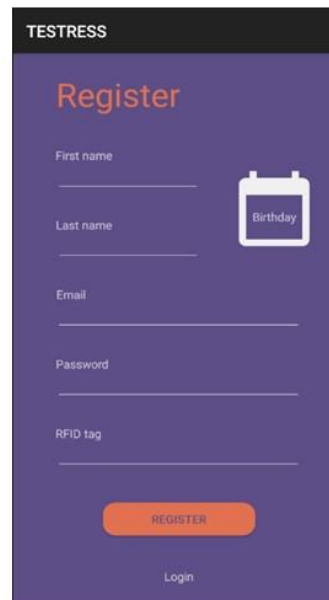 TESTRESS
Register
First name
Birthday
Last name
Email
Password
RFID tag
REGISTER
Login